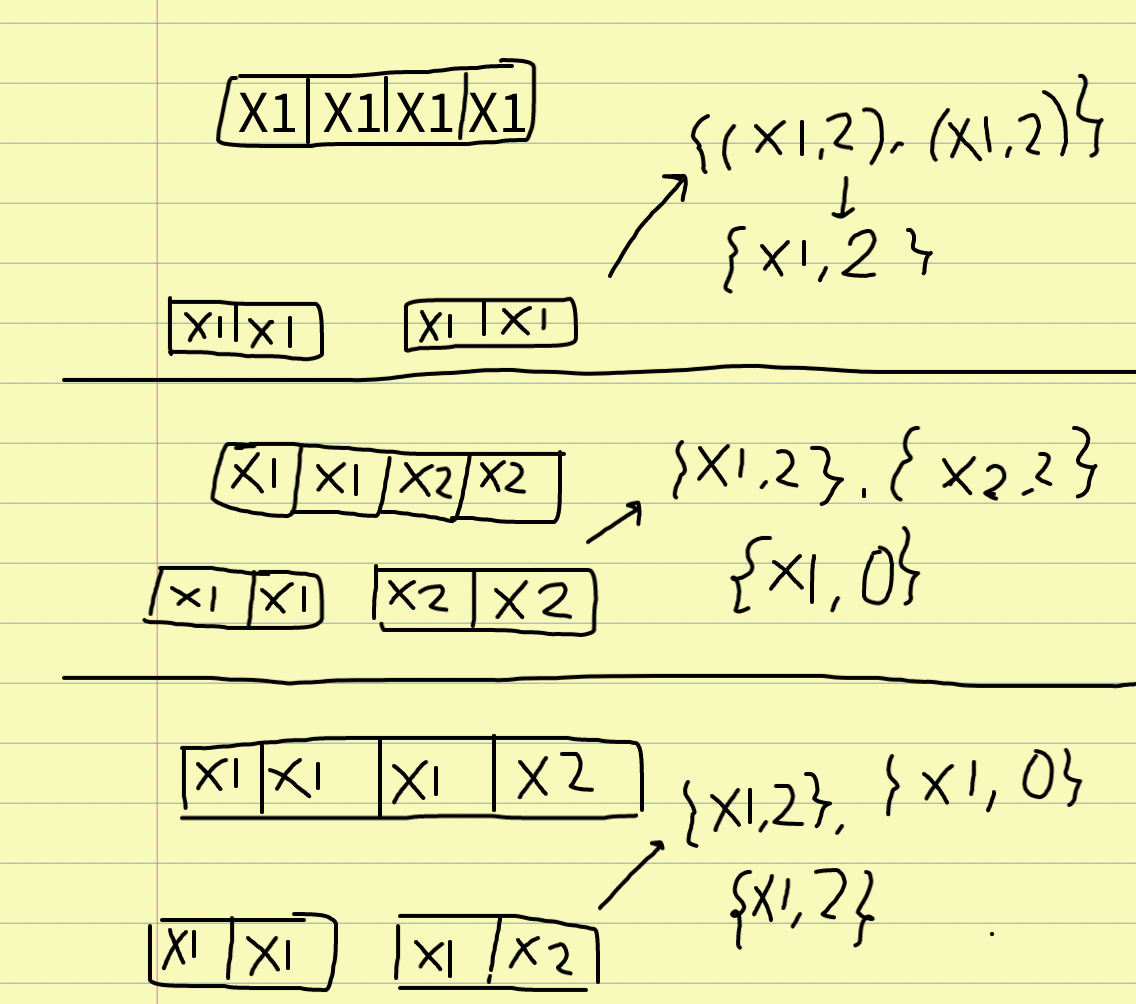 X1 X1 X1 X1
{(X1,2), (X1,2)}
{X1,2}
X1 X1 X1 X1
X1 X1 X2 X2
{X1,2}, {X2,2}
{X1,0}
X1 X1 X2 X2
X1 X1 X1 X2
{X1,2}, {X1,0}
{X1,2}
X1 X1 X1 X2